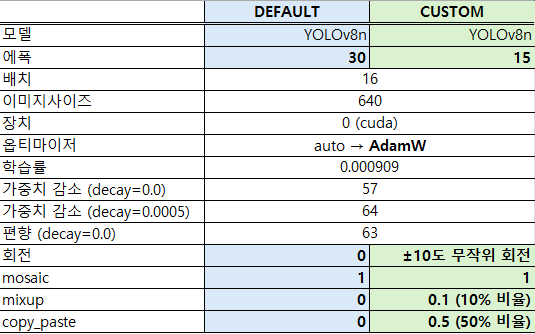 DEFAULT CUSTOM
모델 YOLOv8n YOLOv8n
에폭 30 15
배치 16
이미지사이즈 640
장치 0 (cuda)
옵티마이저 auto → AdamW
학습률 0.000909
가중치 감소 (decay=0.0) 57
가중치 감소 (decay=0.0005) 64
편향 (decay=0.0) 63
회전 0 ±10도 무작위 회전
mosaic 1 1
mixup 0 0.1 (10% 비율)
copy_paste 0 0.5 (50% 비율)